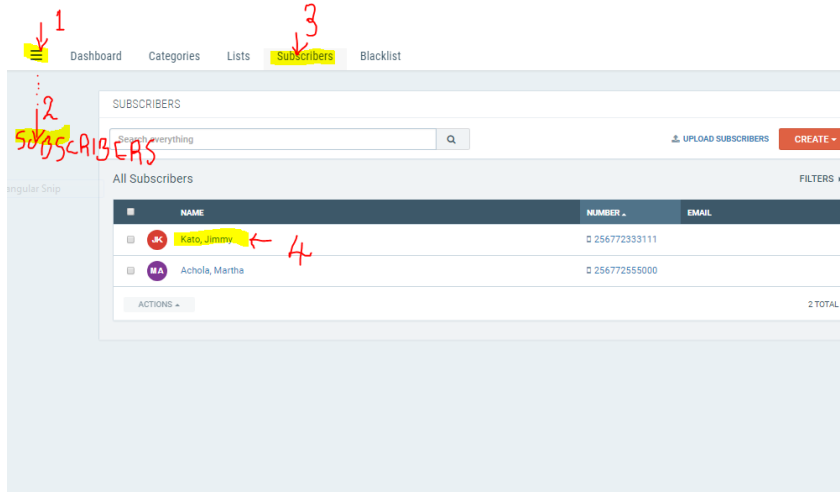 1
3
Dashboard Categories Lists Subscribers Blacklist
2
SUBSCRIBERS
SUBSCRIBERS
Search everything
UPLOAD SUBSCRIBERS CREATE
All Subscribers
FILTERS
angular Snip
NAME NUMBER EMAIL
JK Kato, Jimmy 256772333111
4
MA Achola, Martha 256772555000
ACTIONS 2 TOTAL